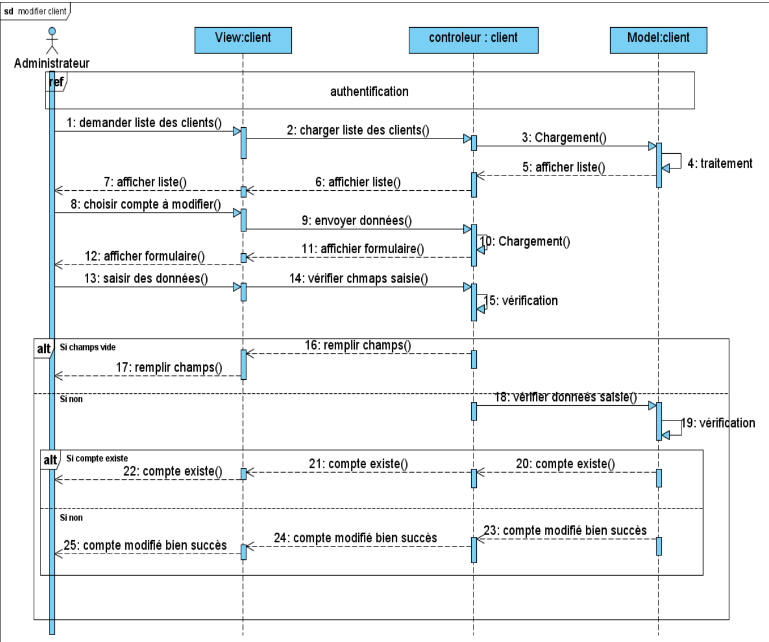 sd modifier client
View:client
controleur : client
Model:client
Administrateur
ref
authentification
1: demander liste des clients()
2: charger liste des clients()
3: Chargement()
4: traitement
5: afficher liste()
6: affichier liste()
7: afficher liste()
8: choisir compte à modifier()
9: envoyer données()
10: Chargement()
11: affichier formulaire()
12: afficher formulaire()
13: saisir des données()
14: vérifier chmaps saisie()
15: vérification
alt
Si champs vide
16: remplir champs()
17: remplir champs()
Si non
18: vérifier données saisie()
19: vérification
alt
Si compte existe
20: compte existe()
21: compte existe()
22: compte existe()
Si non
23: compte modifié bien succès
24: compte modifié bien succès
25: compte modifié bien succès